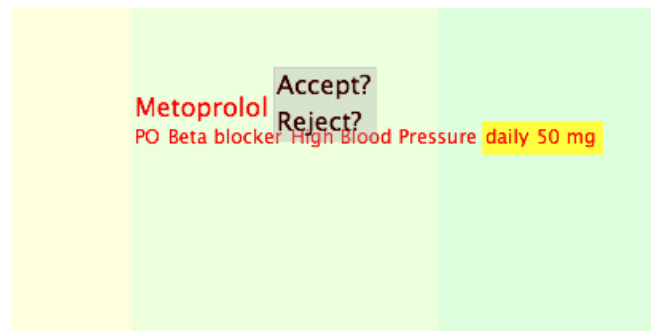 Accept?
Metoprolol
Reject?
PO Beta blocker High Blood Pressure daily 50 mg